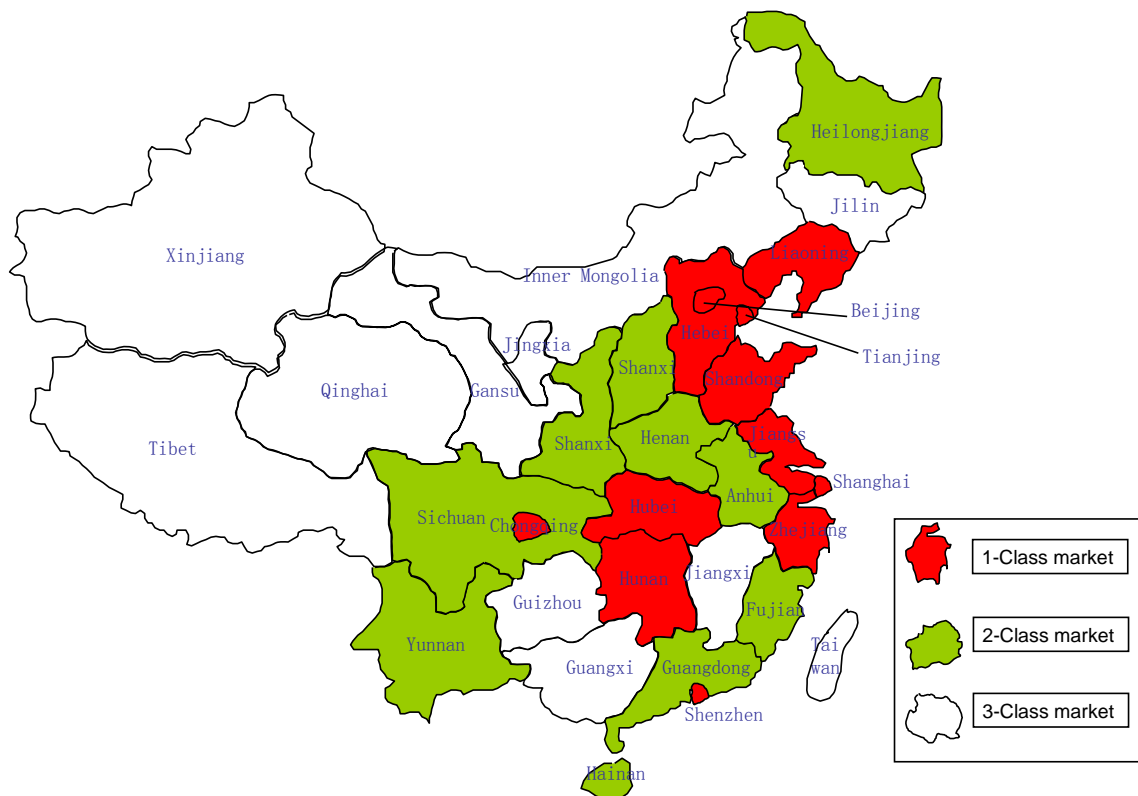 Heilongjiang
Jilin
Xinjiang
Liaoning
Inner Mongolia
Beijing
Hebei
Jingxia
Tianjing
Shanxi
Shandong
Qinghai
Gansu
Tibet
Shanxi
Henan
Jiangs
u
Shanghai
Anhui
Sichuan
Chongqing
Hubei
Zhejiang
1-Class market
Hunan
Jiangxi
Guizhou
Fujian
2-Class market
Yunnan
Guangxi
Guangdong
Tai
wan
Shenzhen
3-Class market
Hainan